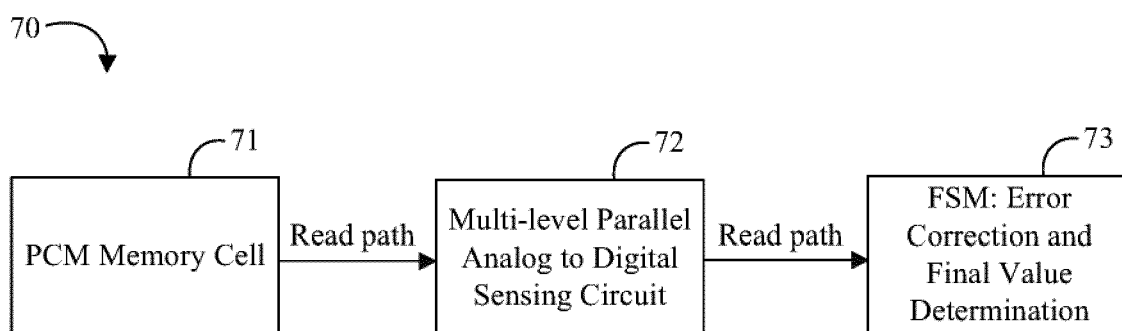 70
71
72
73
PCM Memory Cell
Read path
Multi-level Parallel
Analog to Digital
Sensing Circuit
Read path
FSM: Error
Correction and
Final Value
Determination